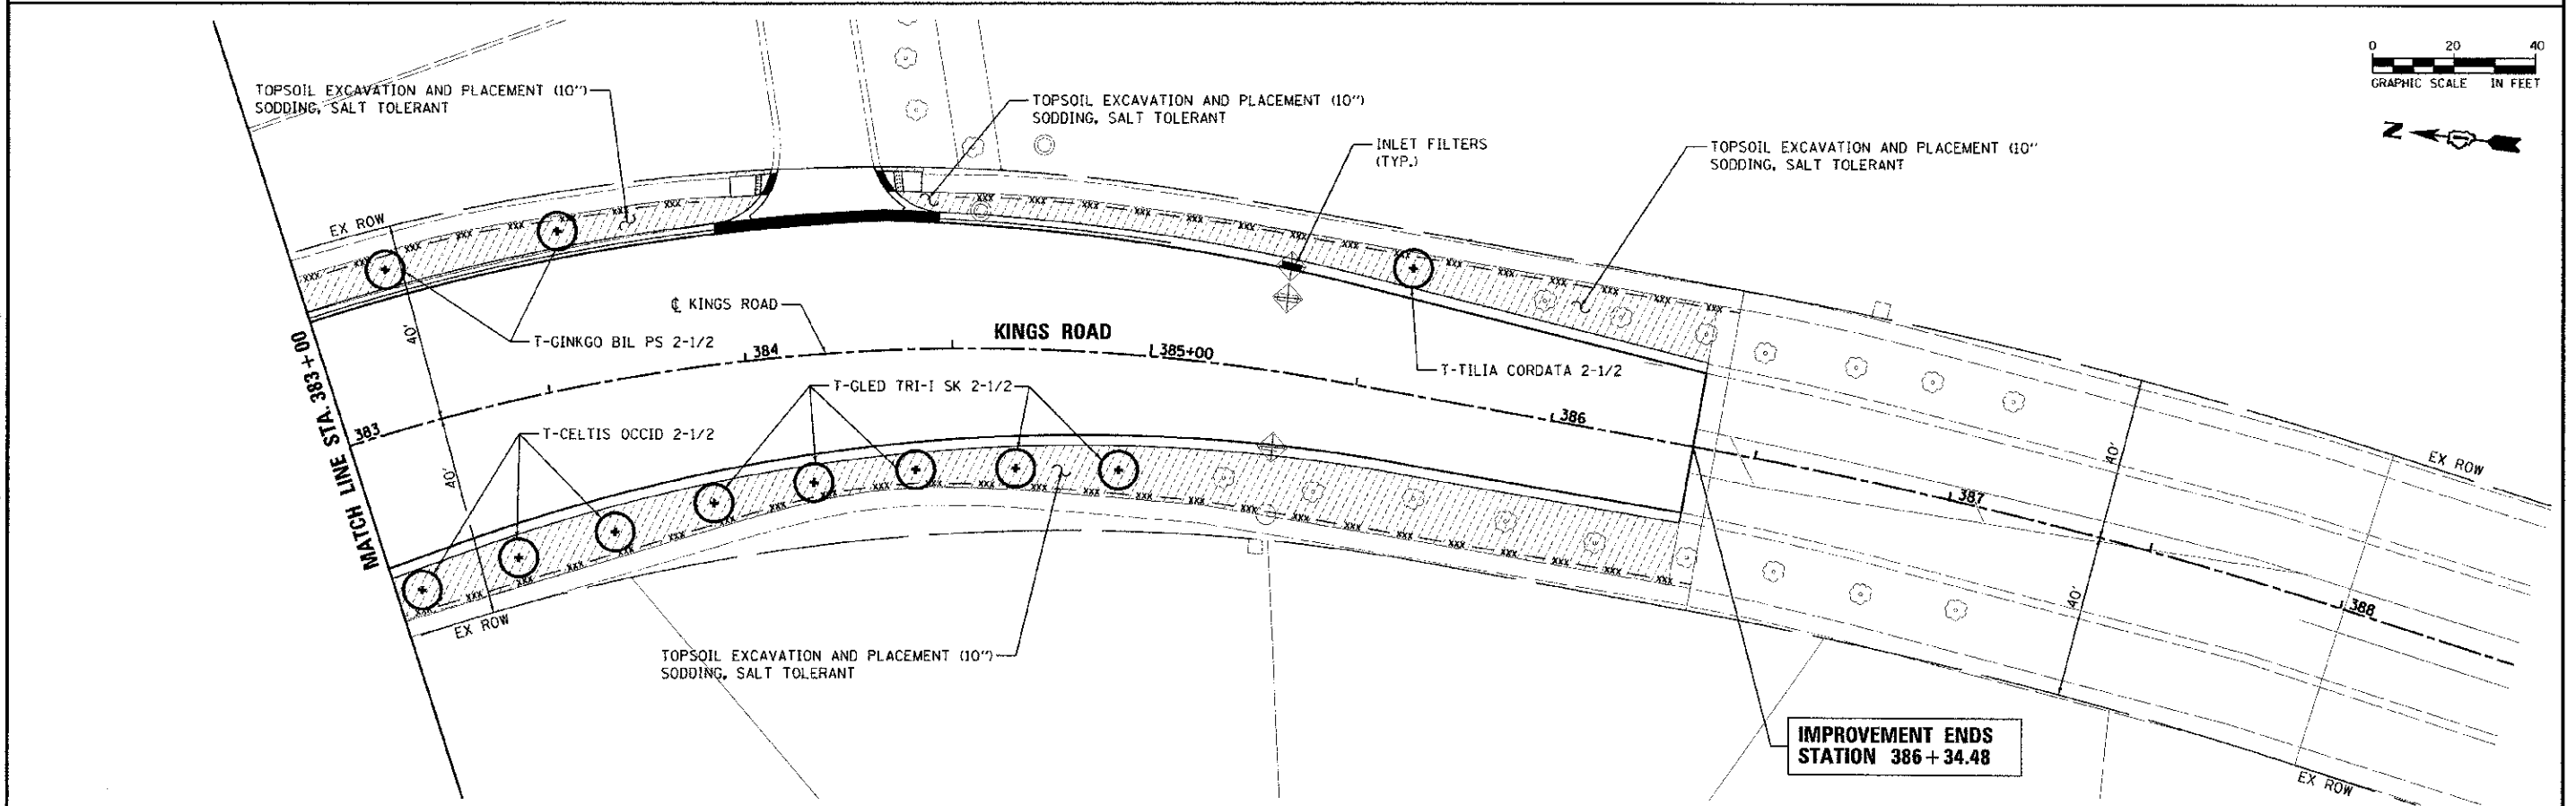 0 20 40
GRAPHIC SCALE IN FEET
Z
TOPSOIL EXCAVATION AND PLACEMENT (10")
SODDING, SALT TOLERANT
TOPSOIL EXCAVATION AND PLACEMENT (10")
SODDING, SALT TOLERANT
INLET FILTERS
(TYP.)
TOPSOIL EXCAVATION AND PLACEMENT (10"
SODDING, SALT TOLERANT
EX ROW
40'
℄ KINGS ROAD
KINGS ROAD
T-GINKGO BIL PS 2-1/2
384
385+00
T-TILIA CORDATA 2-1/2
MATCH LINE STA. 383+00
383
T-GLED TRI-I SK 2-1/2
386
T-CELTIS OCCID 2-1/2
40'
40'
EX ROW
387
40'
388
EX ROW
TOPSOIL EXCAVATION AND PLACEMENT (10")
SODDING, SALT TOLERANT
IMPROVEMENT ENDS
STATION 386+34.48
EX ROW